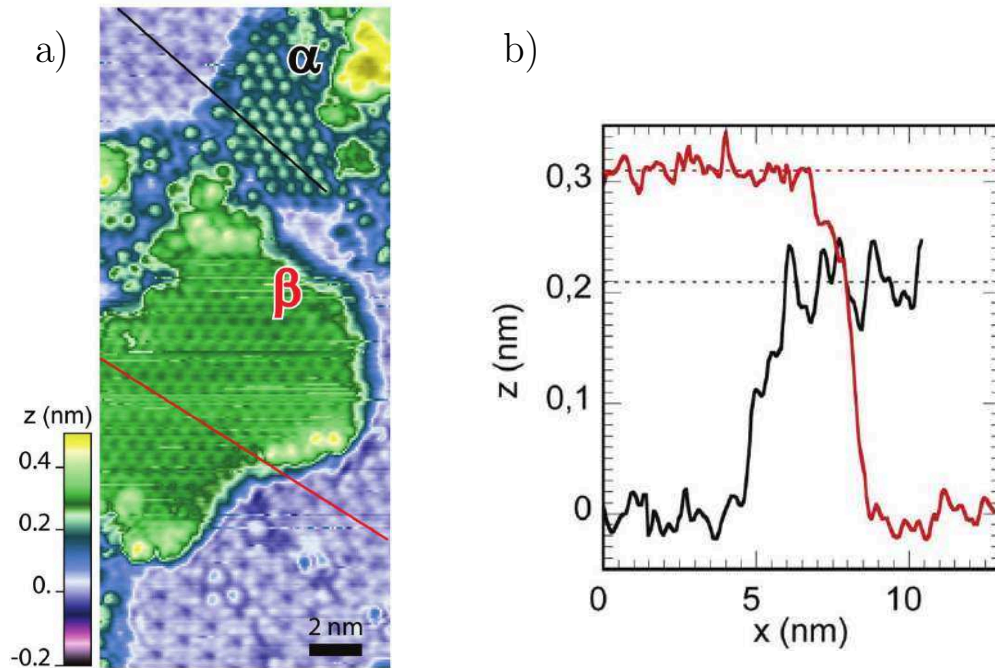 a)
α
β
z (nm)
0.4
0.2
0.
-0.2
2 nm
b)
0,3
0,2
0,1
0
z (nm)
0
5
10
x (nm)